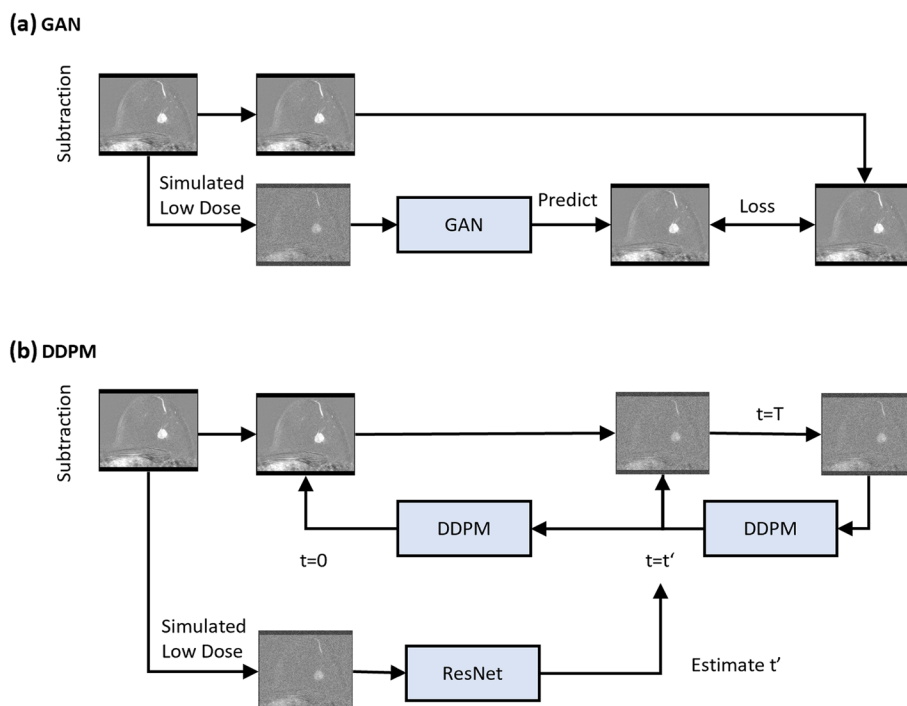 (a) GAN
Subtraction
Simulated
Low Dose
GAN
Predict
Loss
(b) DDPM
Subtraction
t=T
DDPM
DDPM
t=0
t=t‘
Simulated
Low Dose
ResNet
Estimate t’